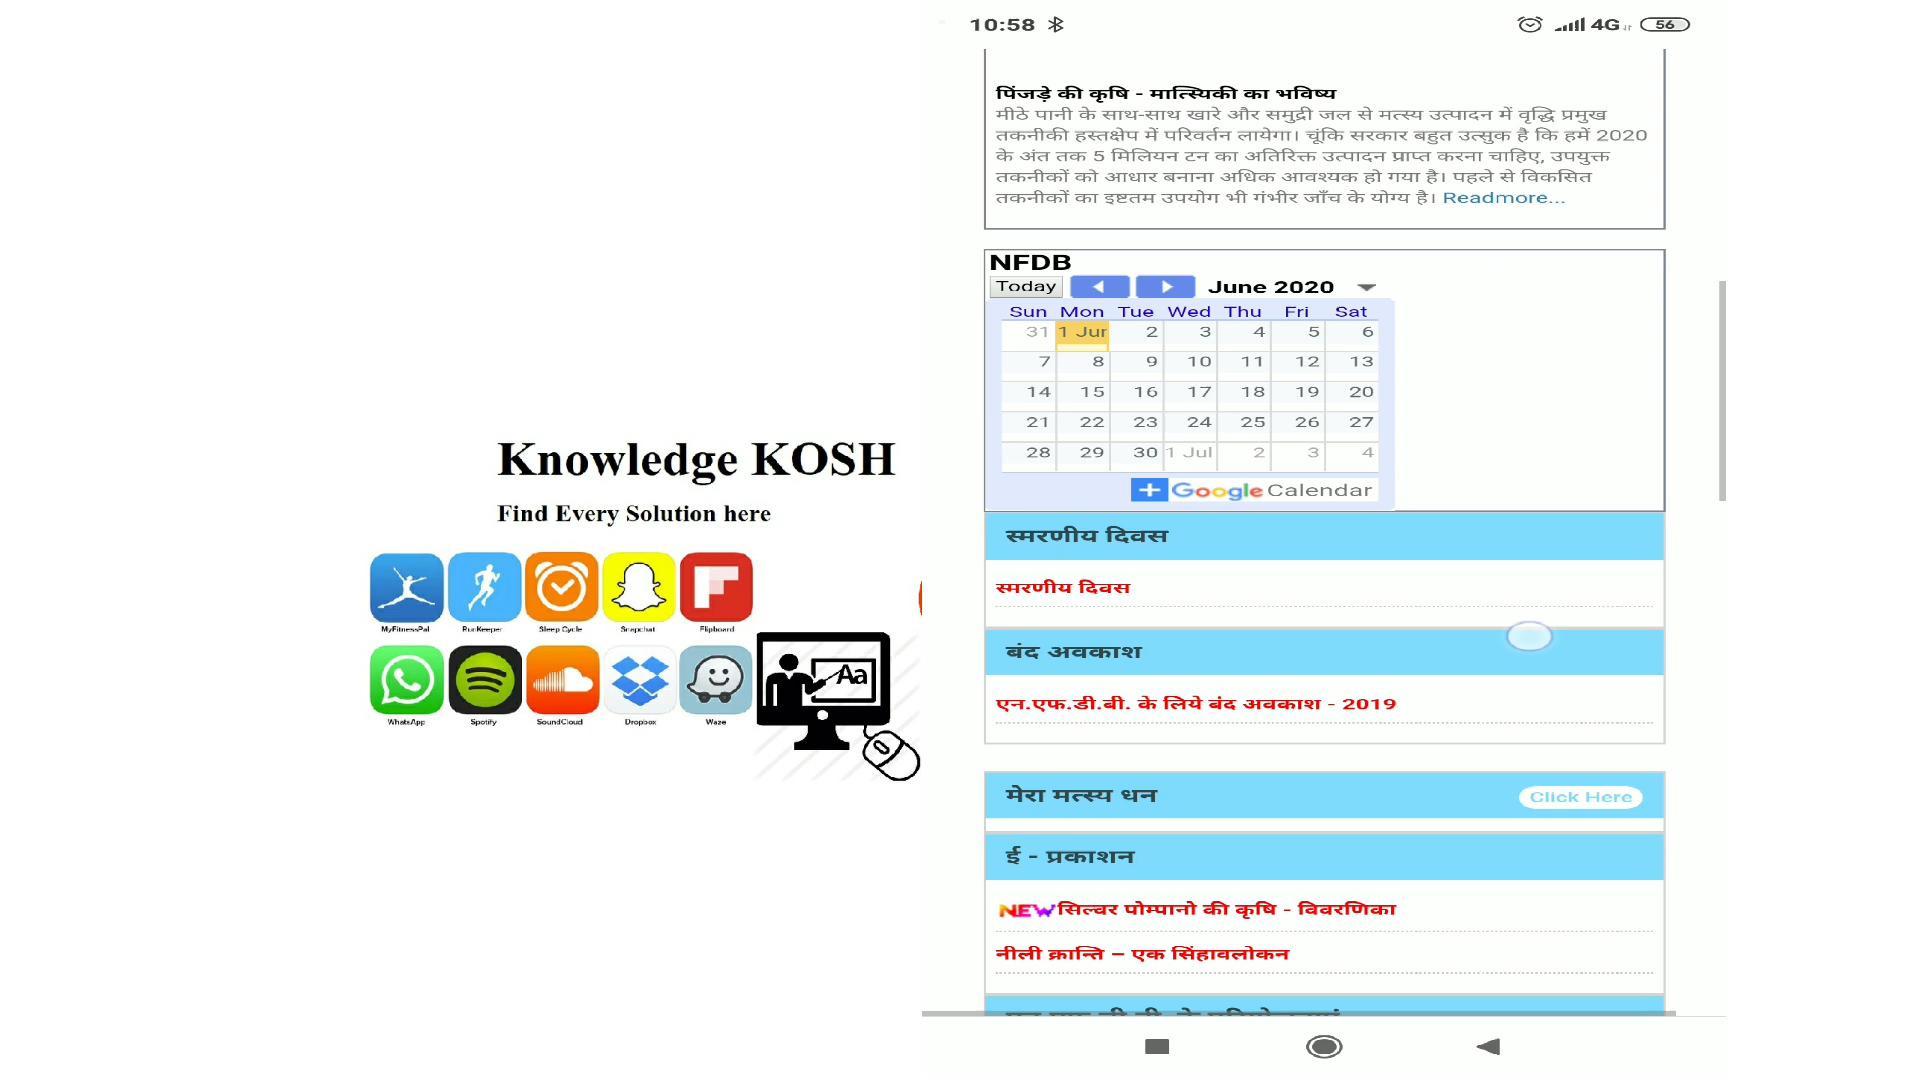 Knowledge KOSH
Find Every Solution here
MyFitnessPal RunKeeper Sleep Cycle Snapchat Flipboard
WhatsApp Spotify SoundCloud Dropbox Waze
Aa
10:58 4G 56
पिंजड़े की कृषि - मात्स्यिकी का भविष्य
मीठे पानी के साथ-साथ खारे और समुद्री जल से मत्स्य उत्पादन में वृद्धि प्रमुख
तकनीकी हस्तक्षेप में परिवर्तन लायेगा। चूंकि सरकार बहुत उत्सुक है कि हमें 2020
के अंत तक 5 मिलियन टन का अतिरिक्त उत्पादन प्राप्त करना चाहिए, उपयुक्त
तकनीकों को आधार बनाना अधिक आवश्यक हो गया है। पहले से विकसित
तकनीकों का इष्टतम उपयोग भी गंभीर जाँच के योग्य है। Readmore...
NFDB
Today June 2020
Sun Mon Tue Wed Thu Fri Sat
31 1 Jur 2 3 4 5 6
7 8 9 10 11 12 13
14 15 16 17 18 19 20
21 22 23 24 25 26 27
28 29 30 1 Jul 2 3 4
+ Google Calendar
स्मरणीय दिवस
स्मरणीय दिवस
बंद अवकाश
एन.एफ.डी.बी. के लिये बंद अवकाश - 2019
मेरा मत्स्य धन Click Here
ई - प्रकाशन
NEW सिल्वर पोम्पानो की कृषि - विवरणिका
नीली क्रान्ति – एक सिंहावलोकन